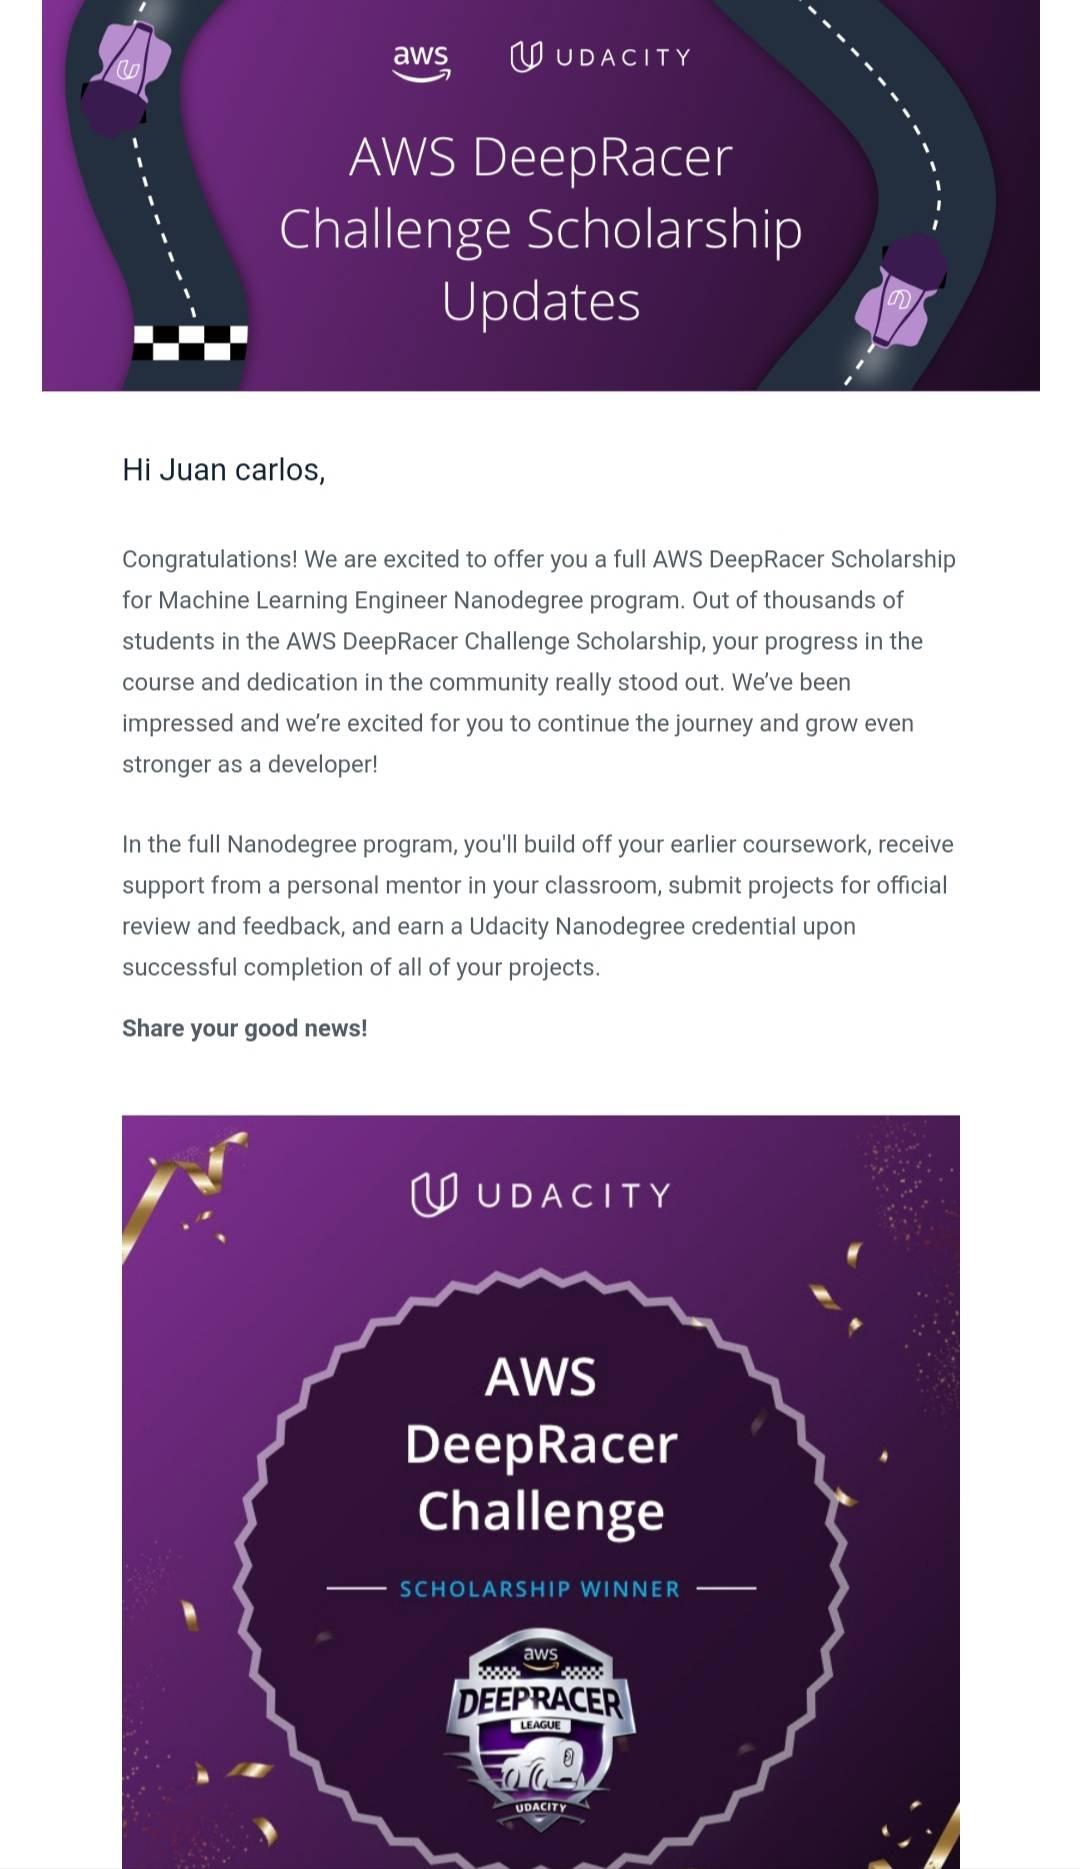 aws UDACITY
AWS DeepRacer
Challenge Scholarship
Updates
Hi Juan carlos,
Congratulations! We are excited to offer you a full AWS DeepRacer Scholarship
for Machine Learning Engineer Nanodegree program. Out of thousands of
students in the AWS DeepRacer Challenge Scholarship, your progress in the
course and dedication in the community really stood out. We’ve been
impressed and we’re excited for you to continue the journey and grow even
stronger as a developer!
In the full Nanodegree program, you'll build off your earlier coursework, receive
support from a personal mentor in your classroom, submit projects for official
review and feedback, and earn a Udacity Nanodegree credential upon
successful completion of all of your projects.
Share your good news!
UDACITY
AWS
DeepRacer
Challenge
SCHOLARSHIP WINNER
aws
DEEPRACER
LEAGUE
UDACITY